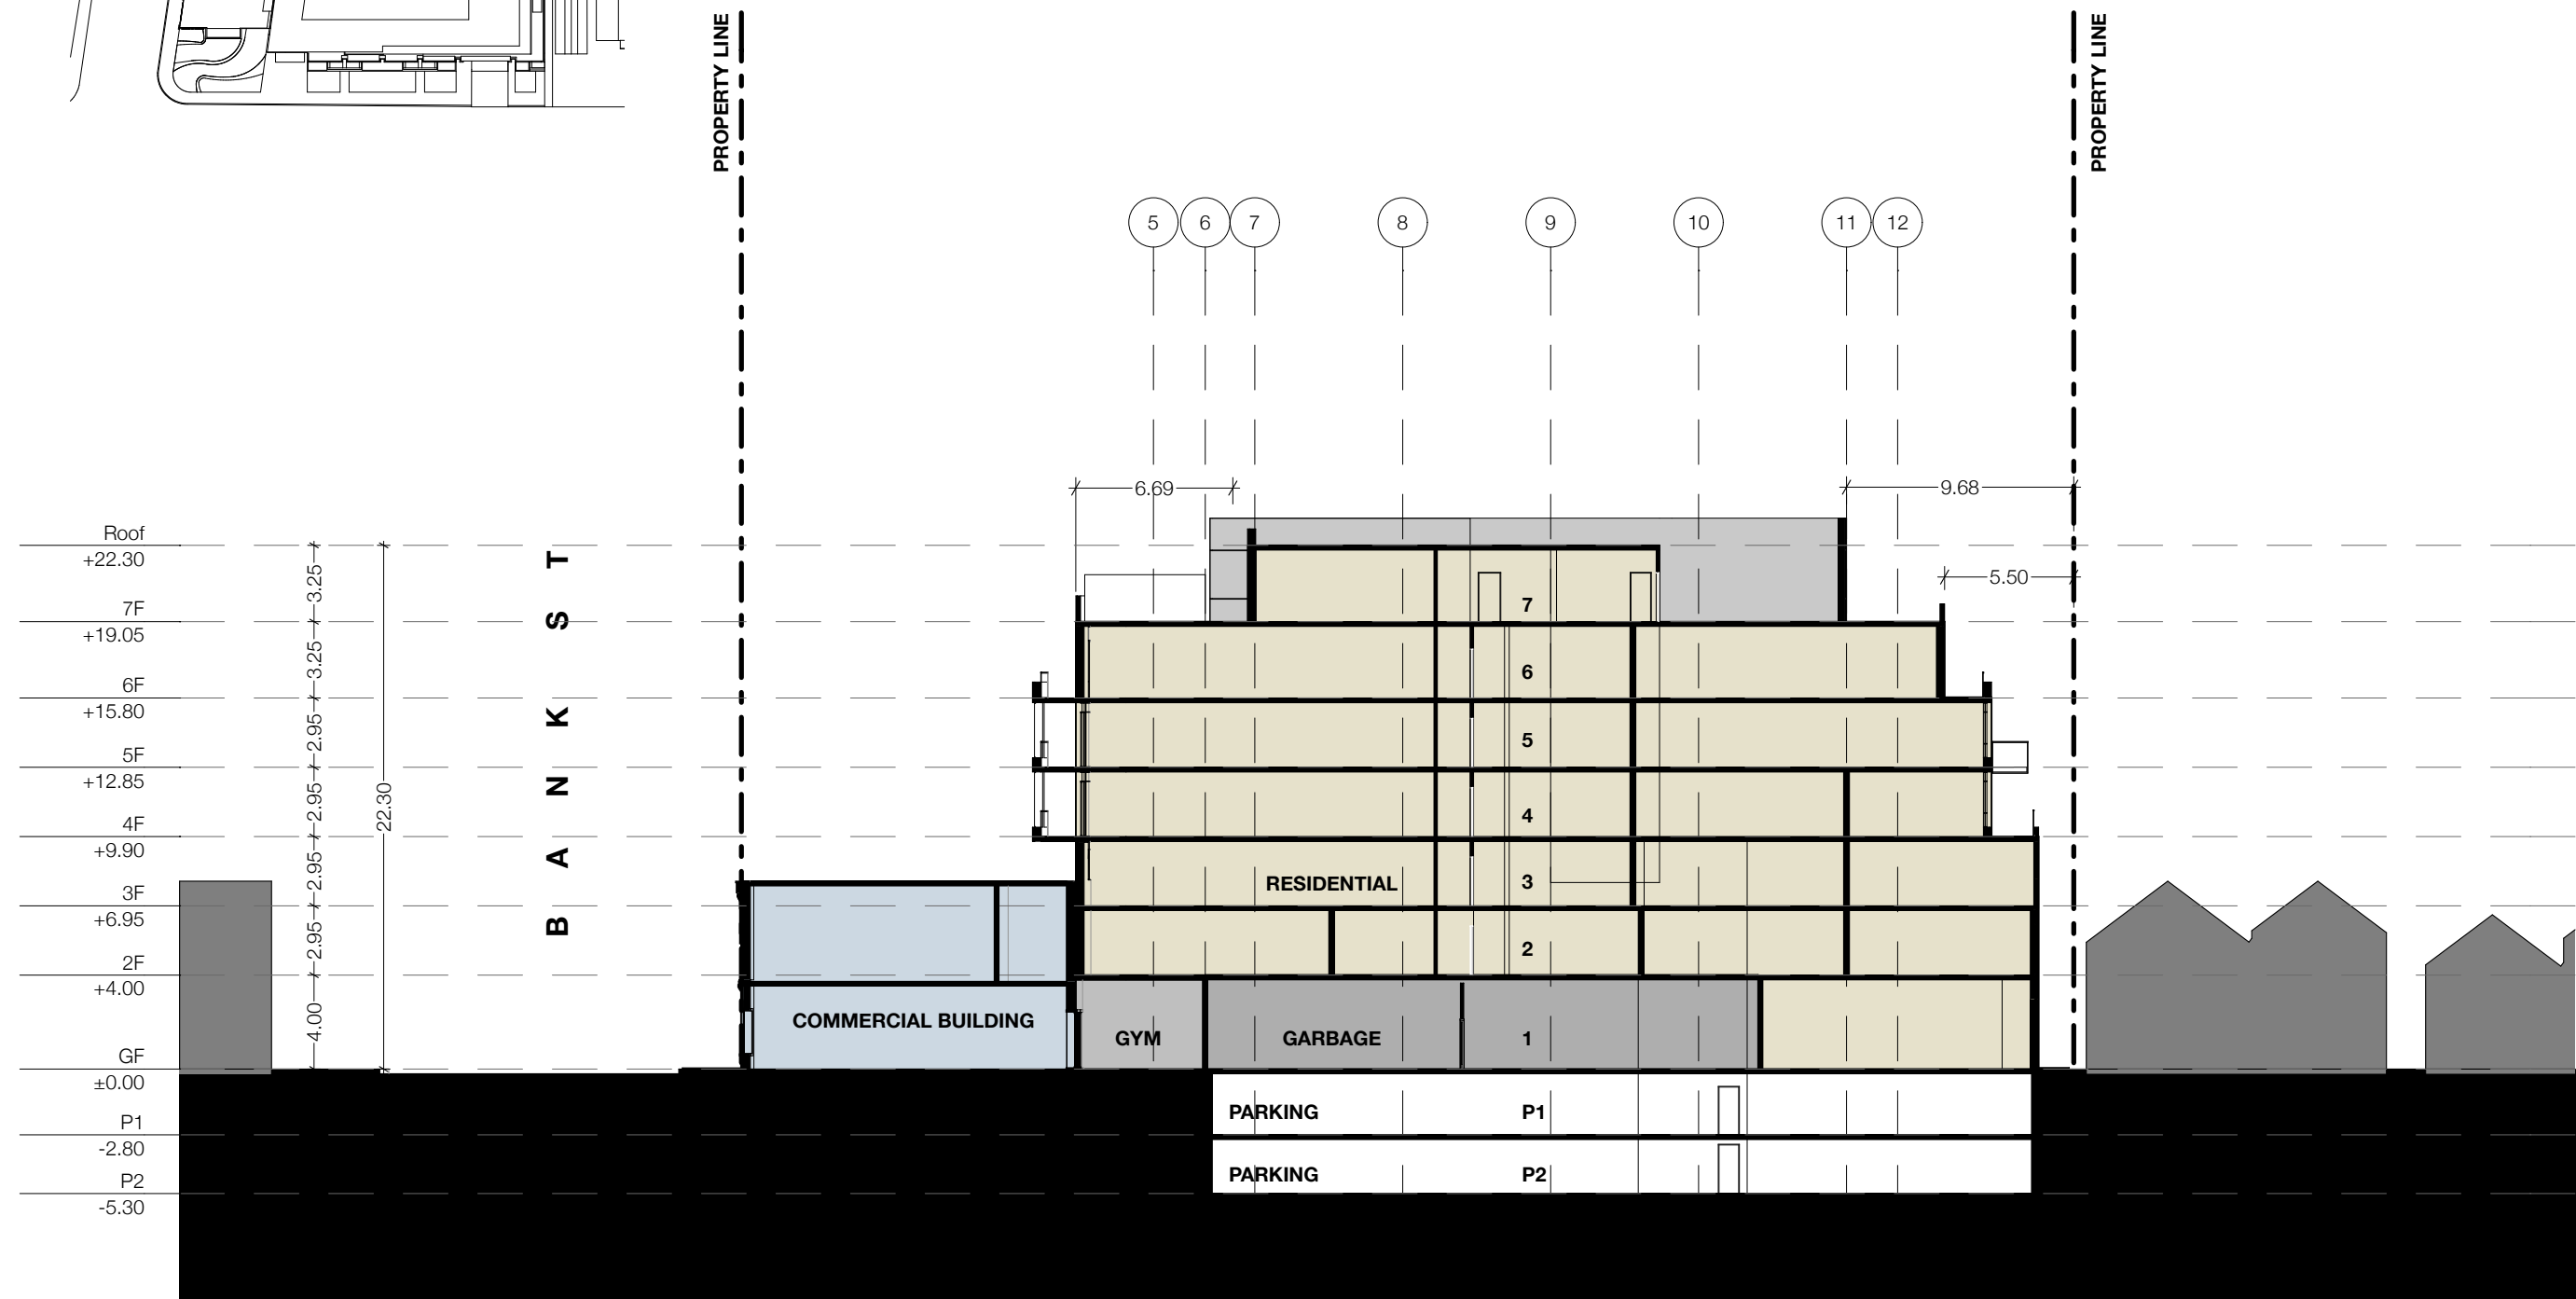 PROPERTY LINE
PROPERTY LINE
5 6 7 8 9 10 11 12
6.69
9.68
5.50
Roof
+22.30
7F
+19.05
6F
+15.80
5F
+12.85
4F
+9.90
3F
+6.95
2F
+4.00
GF
±0.00
P1
-2.80
P2
-5.30
3.25
3.25
2.95
2.95
2.95
2.95
4.00
22.30
BANK ST
7
6
5
4
RESIDENTIAL 3
2
COMMERCIAL BUILDING
GYM GARBAGE 1
PARKING P1
PARKING P2